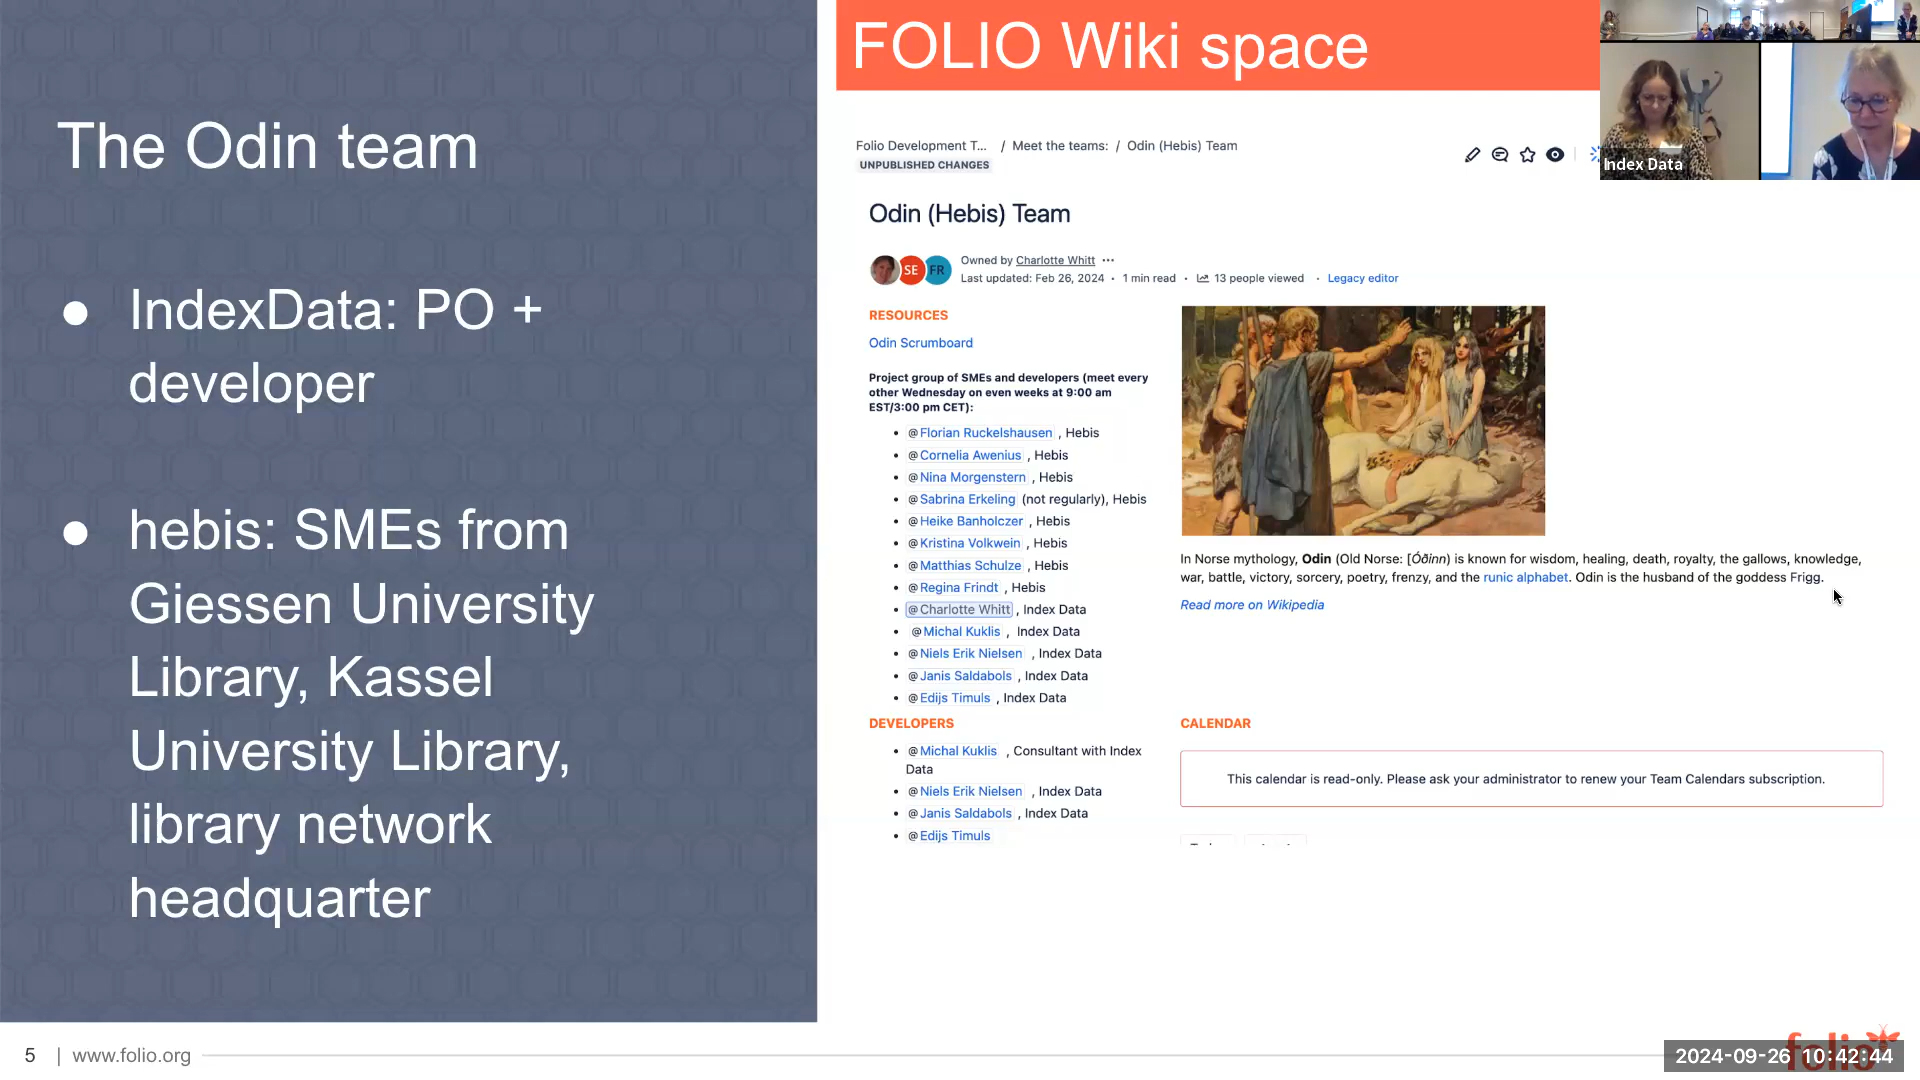 The Odin team
● IndexData: PO +
developer
● hebis: SMEs from
Giessen University
Library, Kassel
University Library,
library network
headquarter
FOLIO Wiki space
Index Data
Folio Development T... / Meet the teams: / Odin (Hebis) Team
UNPUBLISHED CHANGES
Odin (Hebis) Team
SE FR
Owned by Charlotte Whitt ···
Last updated: Feb 26, 2024 • 1 min read • 13 people viewed • Legacy editor
RESOURCES
Odin Scrumboard
Project group of SMEs and developers (meet every
other Wednesday on even weeks at 9:00 am
EST/3:00 pm CET):
• @Florian Ruckelshausen , Hebis
• @Cornelia Awenius , Hebis
• @Nina Morgenstern , Hebis
• @Sabrina Erkeling (not regularly), Hebis
• @Heike Banholczer , Hebis
• @Kristina Volkwein , Hebis
• @Matthias Schulze , Hebis
• @Regina Frindt , Hebis
• @Charlotte Whitt , Index Data
• @Michal Kuklis , Index Data
• @Niels Erik Nielsen , Index Data
• @Janis Saldabols , Index Data
• @Edijs Timuls , Index Data
DEVELOPERS
• @Michal Kuklis , Consultant with Index
Data
• @Niels Erik Nielsen , Index Data
• @Janis Saldabols , Index Data
• @Edijs Timuls
In Norse mythology, Odin (Old Norse: [Óðinn) is known for wisdom, healing, death, royalty, the gallows, knowledge,
war, battle, victory, sorcery, poetry, frenzy, and the runic alphabet. Odin is the husband of the goddess Frigg.
Read more on Wikipedia
CALENDAR
This calendar is read-only. Please ask your administrator to renew your Team Calendars subscription.
5 | www.folio.org
folio
2024-09-26 10:42:44